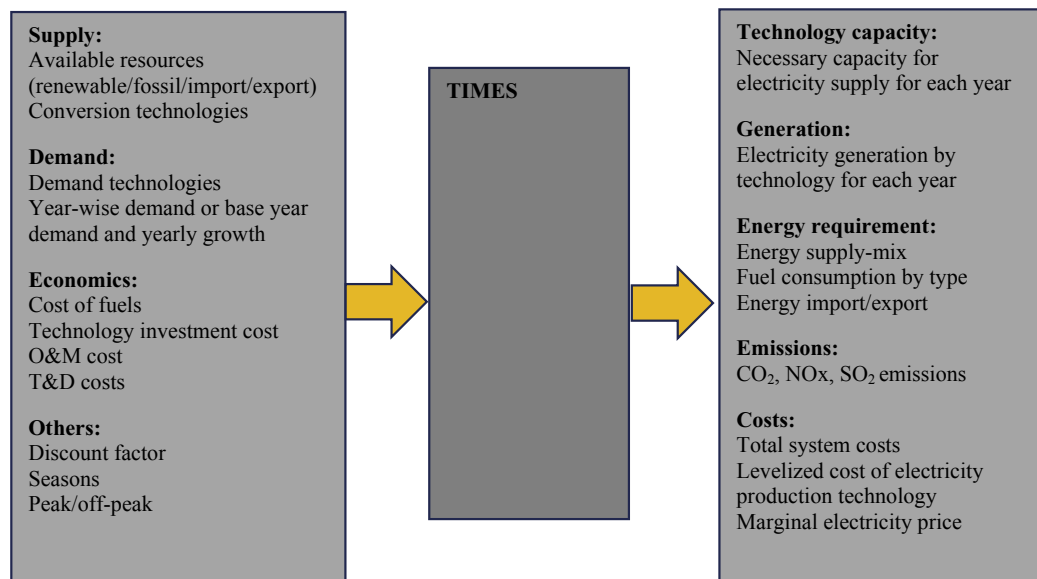 Supply:
Available resources
(renewable/fossil/import/export)
Conversion technologies
Demand:
Demand technologies
Year-wise demand or base year
demand and yearly growth
Economics:
Cost of fuels
Technology investment cost
O&M cost
T&D costs
Others:
Discount factor
Seasons
Peak/off-peak
TIMES
Technology capacity:
Necessary capacity for
electricity supply for each year
Generation:
Electricity generation by
technology for each year
Energy requirement:
Energy supply-mix
Fuel consumption by type
Energy import/export
Emissions:
CO₂, NOx, SO₂ emissions
Costs:
Total system costs
Levelized cost of electricity
production technology
Marginal electricity price